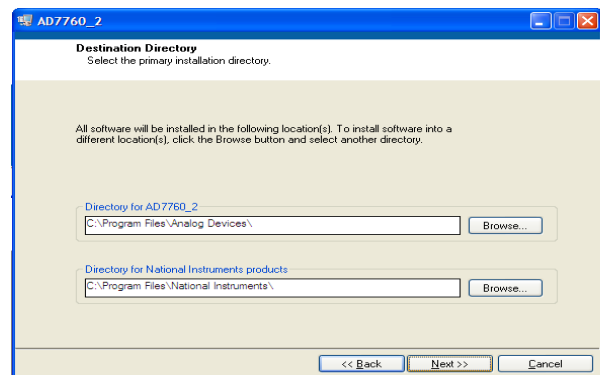 AD7760_2
Destination Directory
Select the primary installation directory.
All software will be installed in the following location(s). To install software into a
different location(s), click the Browse button and select another directory.
Directory for AD7760_2
C:\Program Files\Analog Devices\
Browse...
Directory for National Instruments products
C:\Program Files\National Instruments\
Browse...
<< Back
Next >>
Cancel